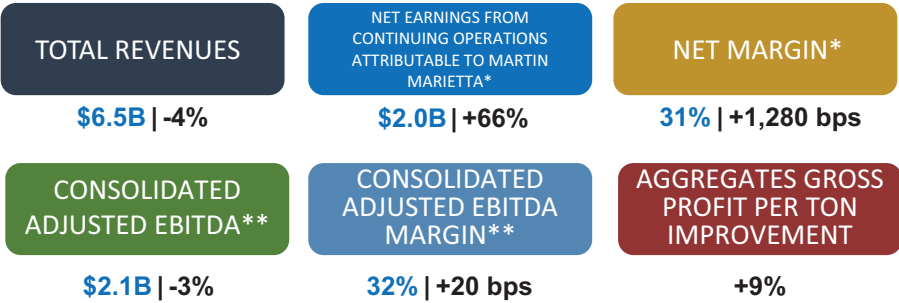 TOTAL REVENUES
$6.5B | -4%
NET EARNINGS FROM
CONTINUING OPERATIONS
ATTRIBUTABLE TO MARTIN
MARIETTA*
$2.0B | +66%
NET MARGIN*
31% | +1,280 bps
CONSOLIDATED
ADJUSTED EBITDA**
$2.1B | -3%
CONSOLIDATED
ADJUSTED EBITDA
MARGIN**
32% | +20 bps
AGGREGATES GROSS
PROFIT PER TON
IMPROVEMENT
+9%